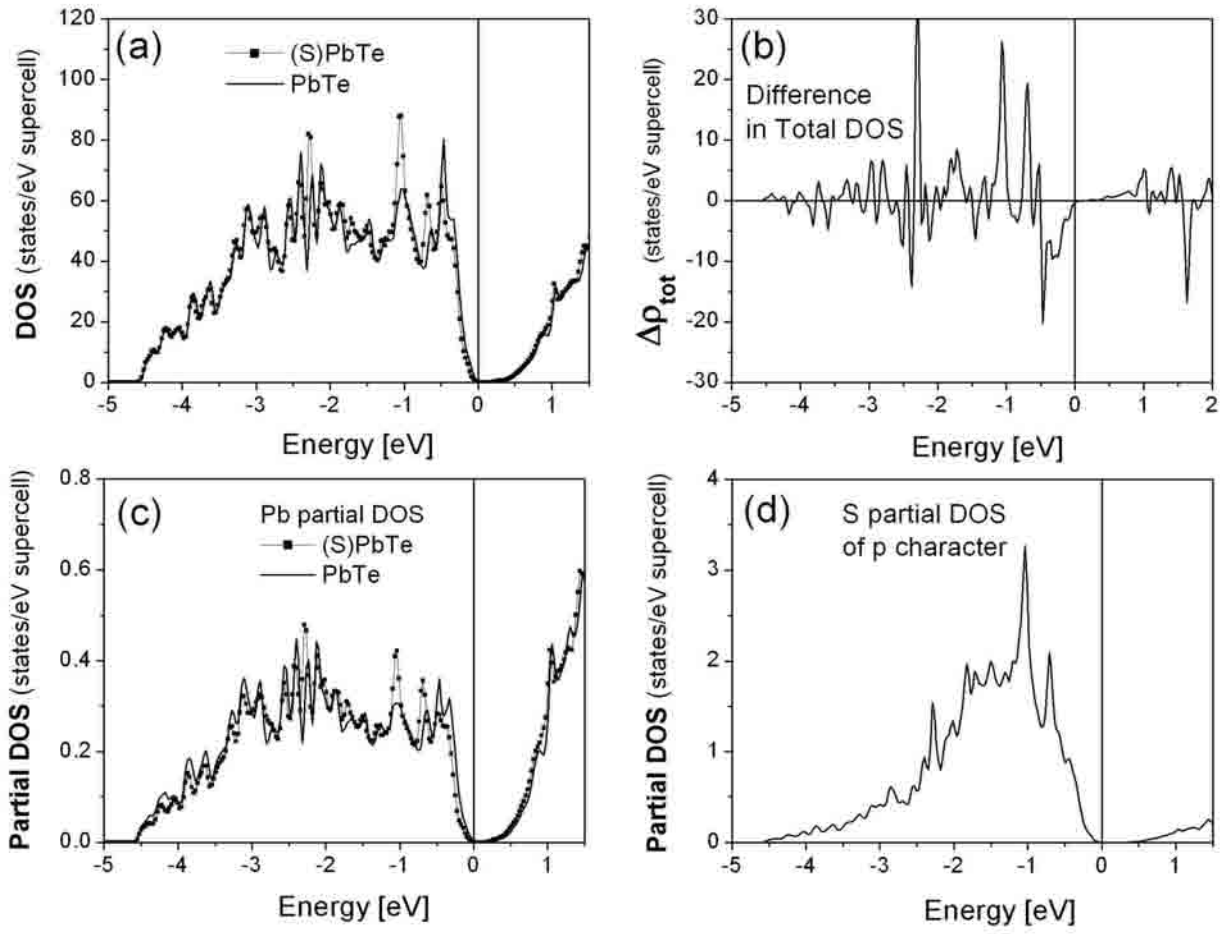 (a)
(S)PbTe
PbTe
DOS (states/eV supercell)
120
100
80
60
40
20
0
-5 -4 -3 -2 -1 0 1
Energy [eV]
(b)
Difference
in Total DOS
Δρtot (states/eV supercell)
30
20
10
0
-10
-20
-30
-5 -4 -3 -2 -1 0 1 2
Energy [eV]
(c)
Pb partial DOS
(S)PbTe
PbTe
Partial DOS (states/eV supercell)
0.8
0.6
0.4
0.2
0.0
-5 -4 -3 -2 -1 0 1
Energy [eV]
(d)
S partial DOS
of p character
Partial DOS (states/eV supercell)
4
3
2
1
0
-5 -4 -3 -2 -1 0 1
Energy [eV]